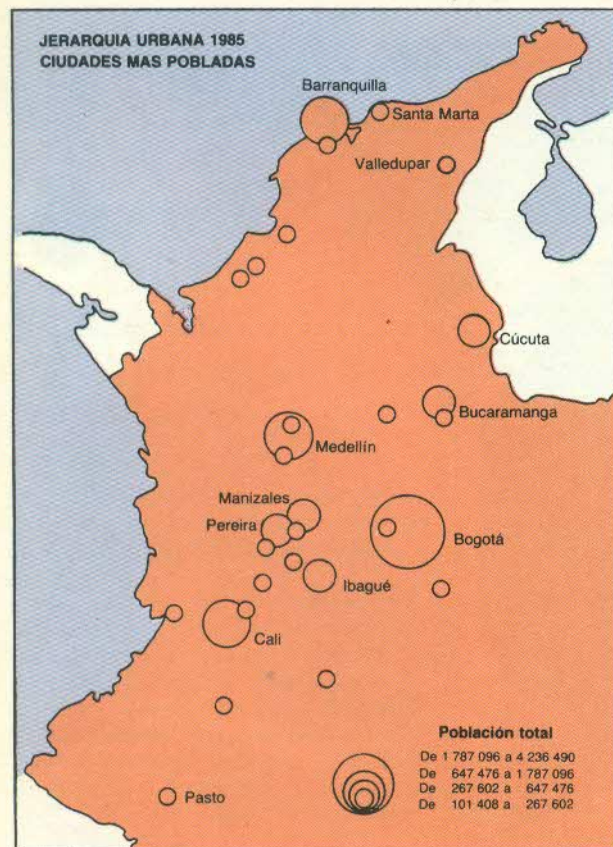 JERARQUIA URBANA 1985
CIUDADES MAS POBLADAS
Barranquilla
Santa Marta
Valledupar
Cúcuta
Bucaramanga
Medellín
Manizales
Pereira
Bogotá
Ibagué
Cali
Pasto
Población total
De 1 787 096 a 4 236 490
De 647 476 a 1 787 096
De 267 602 a 647 476
De 101 408 a 267 602